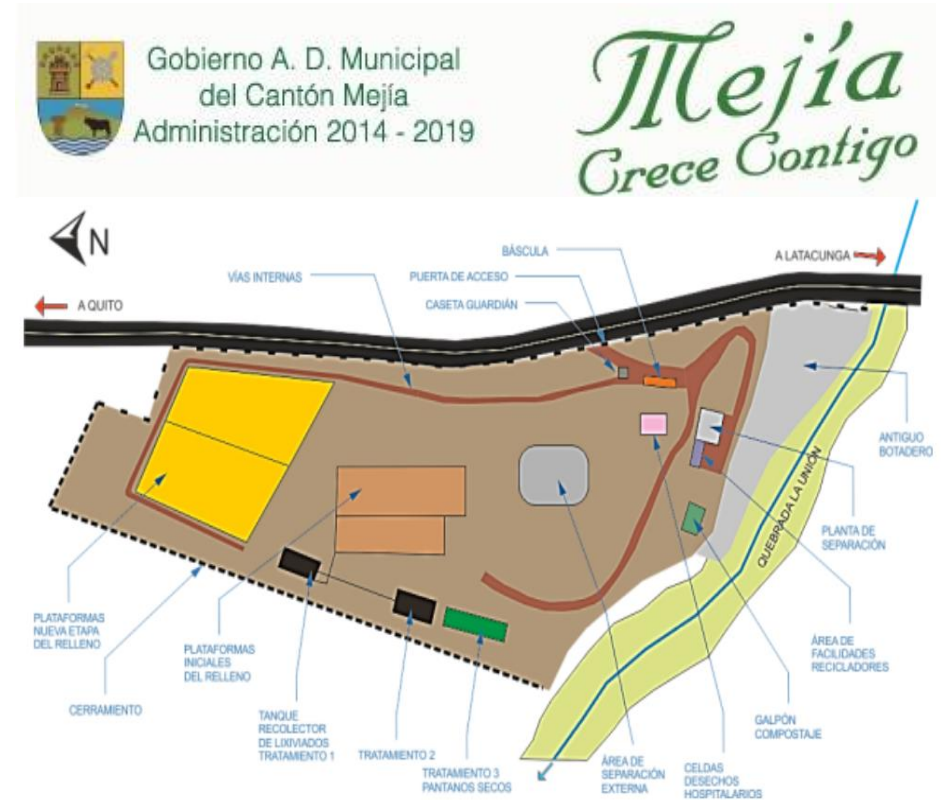 Gobierno A. D. Municipal
del Cantón Mejía
Administración 2014 - 2019
Mejía
Crece Contigo
N
A LATACUNGA
BÁSCULA
PUERTA DE ACCESO
VÍAS INTERNAS
CASETA GUARDIÁN
A QUITO
ANTIGUO
BOTADERO
QUEBRADA LA UNIÓN
PLANTA DE
SEPARACIÓN
PLATAFORMAS
NUEVA ETAPA
DEL RELLENO
PLATAFORMAS
INICIALES
DEL RELLENO
ÁREA DE
FACILIDADES
RECICLADORES
CERRAMIENTO
TANQUE
RECOLECTOR
DE LIXIVIADOS
TRATAMIENTO 1
GALPÓN
COMPOSTAJE
TRATAMIENTO 2
TRATAMIENTO 3
PANTANOS SECOS
ÁREA DE
SEPARACIÓN
EXTERNA
CELDAS
DESECHOS
HOSPITALARIOS